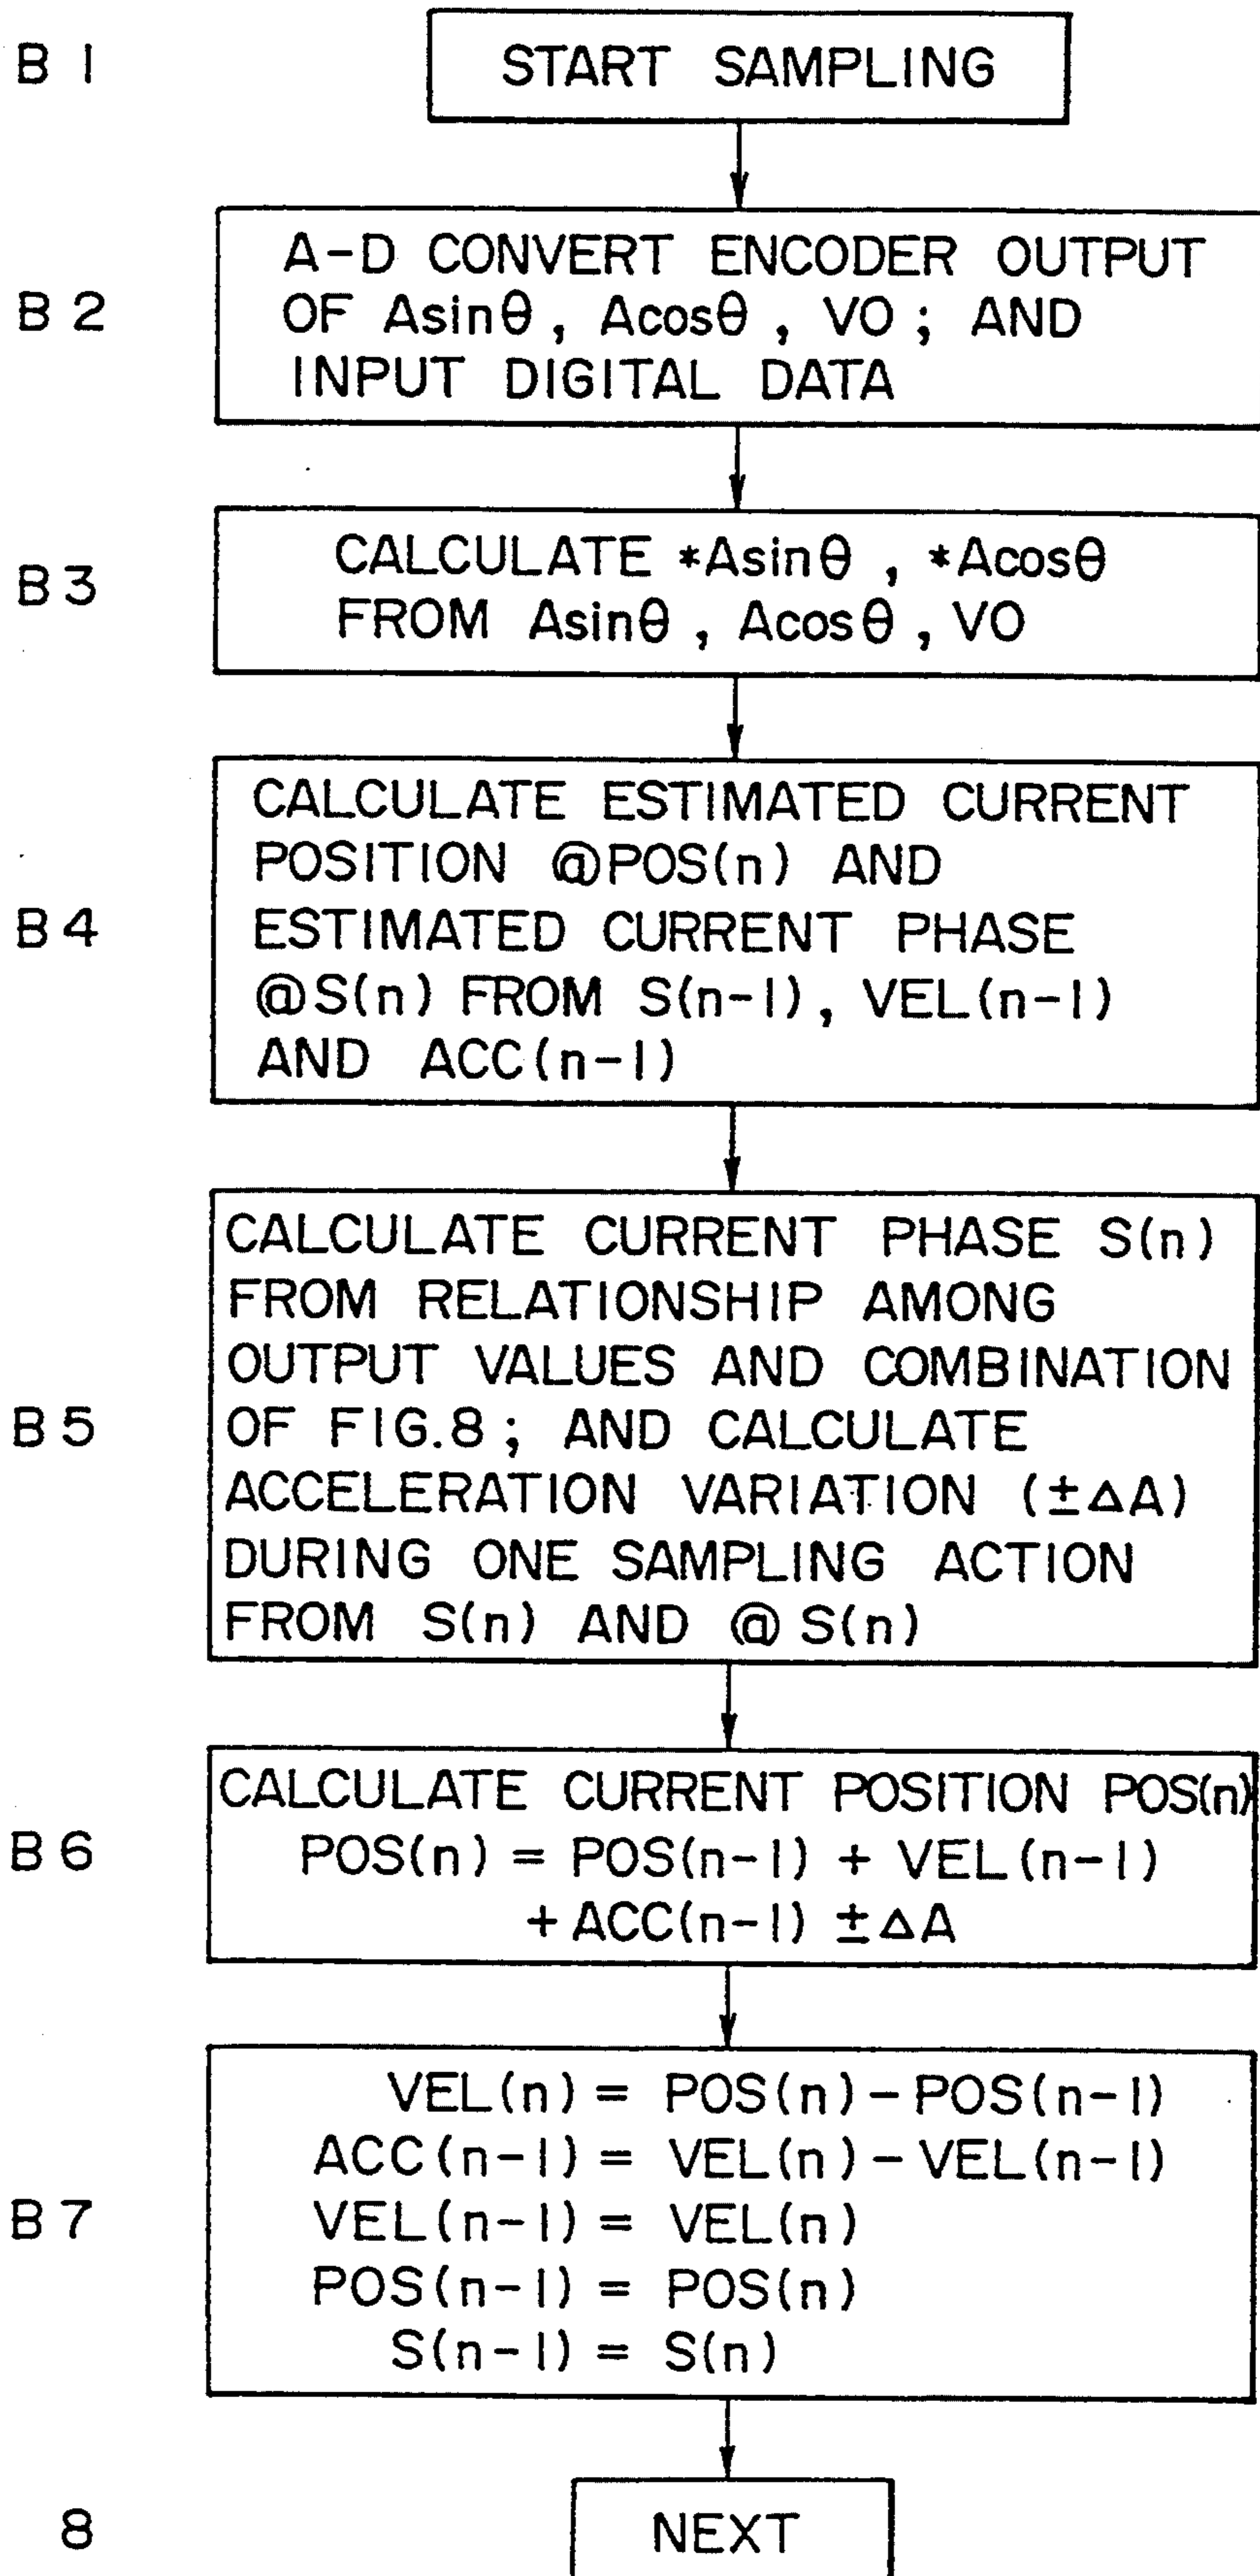 B 1
START SAMPLING
B 2
A-D CONVERT ENCODER OUTPUT
OF Asinθ , Acosθ , VO ; AND
INPUT DIGITAL DATA
B 3
CALCULATE *Asinθ , *Acosθ
FROM Asinθ , Acosθ , VO
B 4
CALCULATE ESTIMATED CURRENT
POSITION @POS(n) AND
ESTIMATED CURRENT PHASE
@S(n) FROM S(n-1), VEL(n-1)
AND ACC(n-1)
B 5
CALCULATE CURRENT PHASE S(n)
FROM RELATIONSHIP AMONG
OUTPUT VALUES AND COMBINATION
OF FIG.8 ; AND CALCULATE
ACCELERATION VARIATION (±ΔA)
DURING ONE SAMPLING ACTION
FROM S(n) AND @ S(n)
B 6
CALCULATE CURRENT POSITION POS(n)
POS(n) = POS(n-1) + VEL(n-1)
+ ACC(n-1) ±ΔA
B 7
VEL(n) = POS(n) - POS(n-1)
ACC(n-1) = VEL(n) - VEL(n-1)
VEL(n-1) = VEL(n)
POS(n-1) = POS(n)
S(n-1) = S(n)
8
NEXT